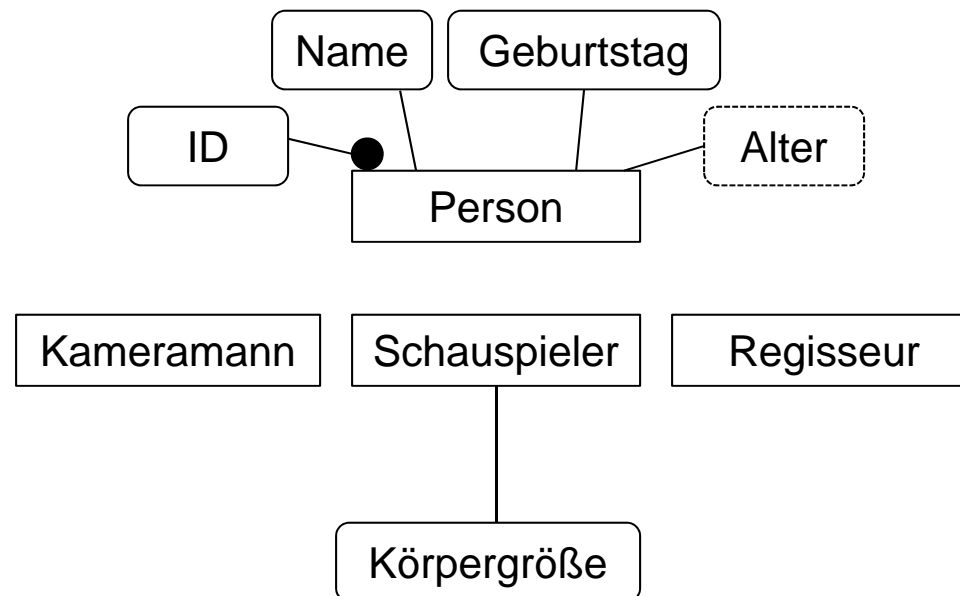 Name
Geburtstag
ID
Alter
Person
Kameramann
Schauspieler
Regisseur
Körpergröße